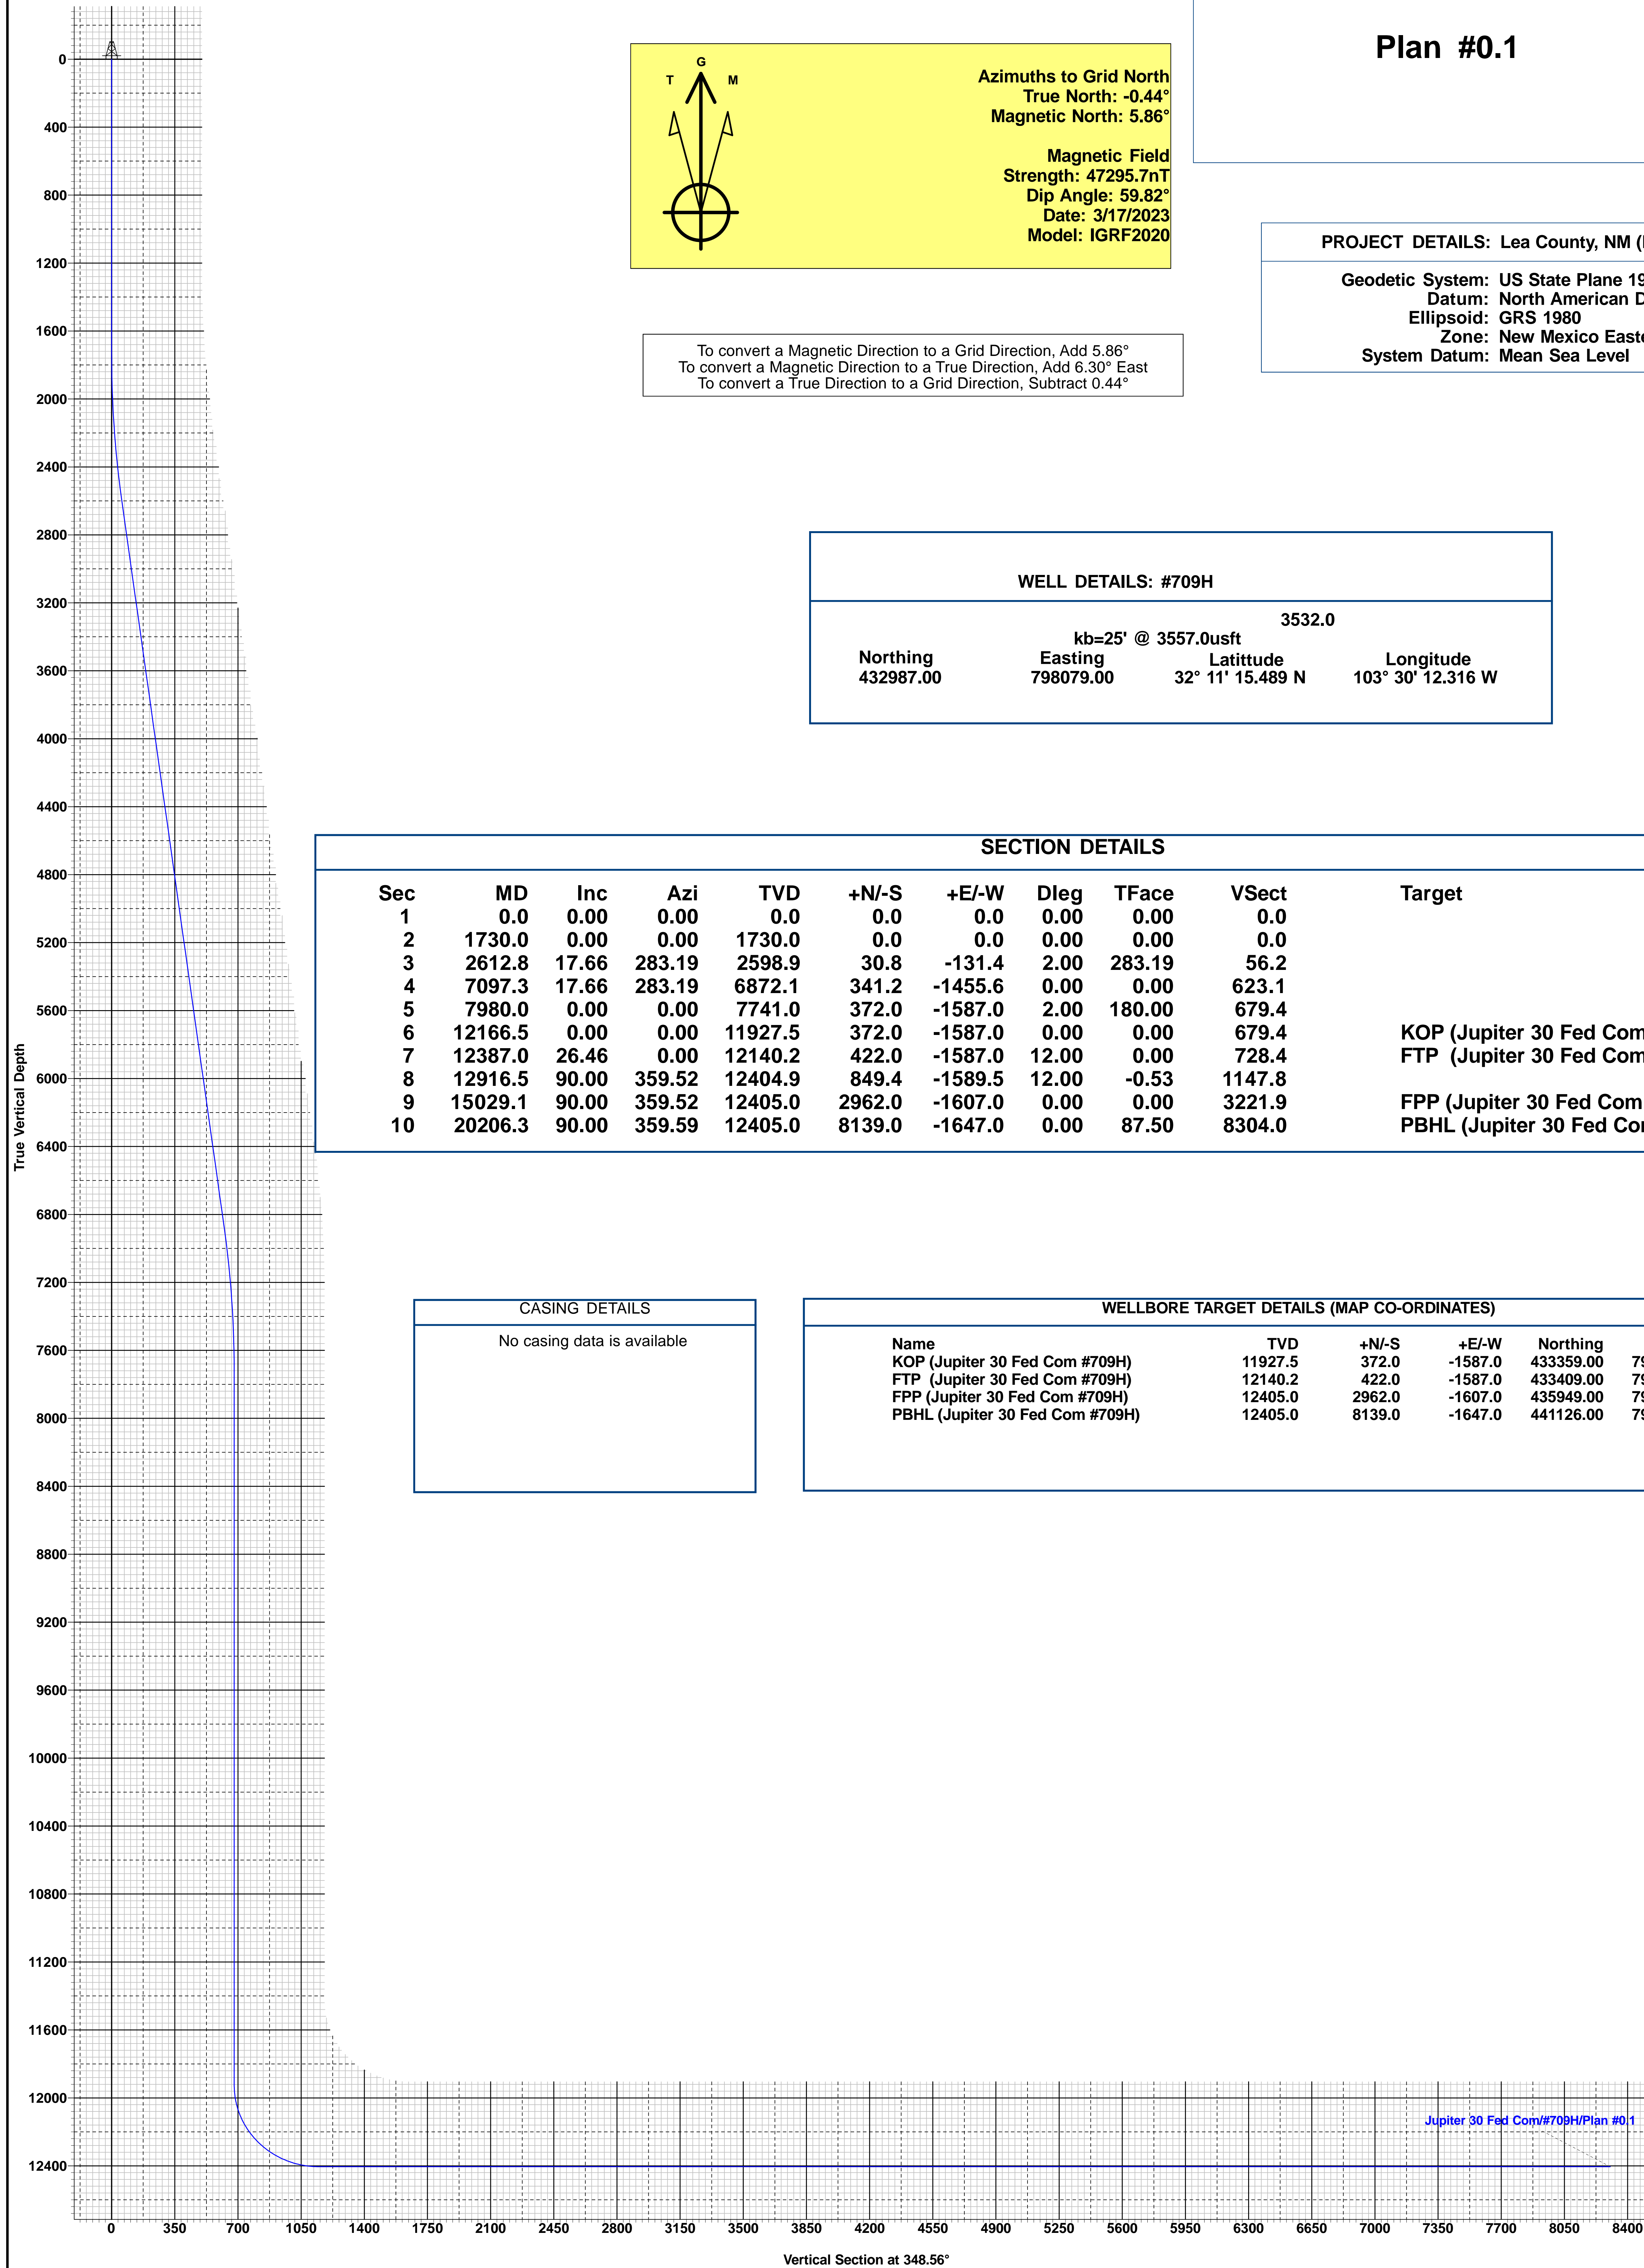 Plan #0.1
G
T M
Azimuths to Grid North
True North: -0.44°
Magnetic North: 5.86°
Magnetic Field
Strength: 47295.7nT
Dip Angle: 59.82°
Date: 3/17/2023
Model: IGRF2020
PROJECT DETAILS: Lea County, NM (
Geodetic System: US State Plane 19
Datum: North American D
Ellipsoid: GRS 1980
Zone: New Mexico Easte
System Datum: Mean Sea Level
To convert a Magnetic Direction to a Grid Direction, Add 5.86°
To convert a Magnetic Direction to a True Direction, Add 6.30° East
To convert a True Direction to a Grid Direction, Subtract 0.44°
WELL DETAILS: #709H
3532.0
kb=25' @ 3557.0usft
Northing Easting Latittude Longitude
432987.00 798079.00 32° 11' 15.489 N 103° 30' 12.316 W
SECTION DETAILS
Sec MD Inc Azi TVD +N/-S +E/-W Dleg TFace VSect Target
1 0.0 0.00 0.00 0.0 0.0 0.0 0.00 0.00 0.0
2 1730.0 0.00 0.00 1730.0 0.0 0.0 0.00 0.00 0.0
3 2612.8 17.66 283.19 2598.9 30.8 -131.4 2.00 283.19 56.2
4 7097.3 17.66 283.19 6872.1 341.2 -1455.6 0.00 0.00 623.1
5 7980.0 0.00 0.00 7741.0 372.0 -1587.0 2.00 180.00 679.4
6 12166.5 0.00 0.00 11927.5 372.0 -1587.0 0.00 0.00 679.4 KOP (Jupiter 30 Fed Com
7 12387.0 26.46 0.00 12140.2 422.0 -1587.0 12.00 0.00 728.4 FTP (Jupiter 30 Fed Com
8 12916.5 90.00 359.52 12404.9 849.4 -1589.5 12.00 -0.53 1147.8
9 15029.1 90.00 359.52 12405.0 2962.0 -1607.0 0.00 0.00 3221.9 FPP (Jupiter 30 Fed Com
10 20206.3 90.00 359.59 12405.0 8139.0 -1647.0 0.00 87.50 8304.0 PBHL (Jupiter 30 Fed Co
CASING DETAILS
No casing data is available
WELLBORE TARGET DETAILS (MAP CO-ORDINATES)
Name TVD +N/-S +E/-W Northing
KOP (Jupiter 30 Fed Com #709H) 11927.5 372.0 -1587.0 433359.00 79
FTP (Jupiter 30 Fed Com #709H) 12140.2 422.0 -1587.0 433409.00 79
FPP (Jupiter 30 Fed Com #709H) 12405.0 2962.0 -1607.0 435949.00 79
PBHL (Jupiter 30 Fed Com #709H) 12405.0 8139.0 -1647.0 441126.00 79
True Vertical Depth
0
400
800
1200
1600
2000
2400
2800
3200
3600
4000
4400
4800
5200
5600
6000
6400
6800
7200
7600
8000
8400
8800
9200
9600
10000
10400
10800
11200
11600
12000
12400
Jupiter 30 Fed Com/#709H/Plan #0.1
0 350 700 1050 1400 1750 2100 2450 2800 3150 3500 3850 4200 4550 4900 5250 5600 5950 6300 6650 7000 7350 7700 8050 8400
Vertical Section at 348.56°